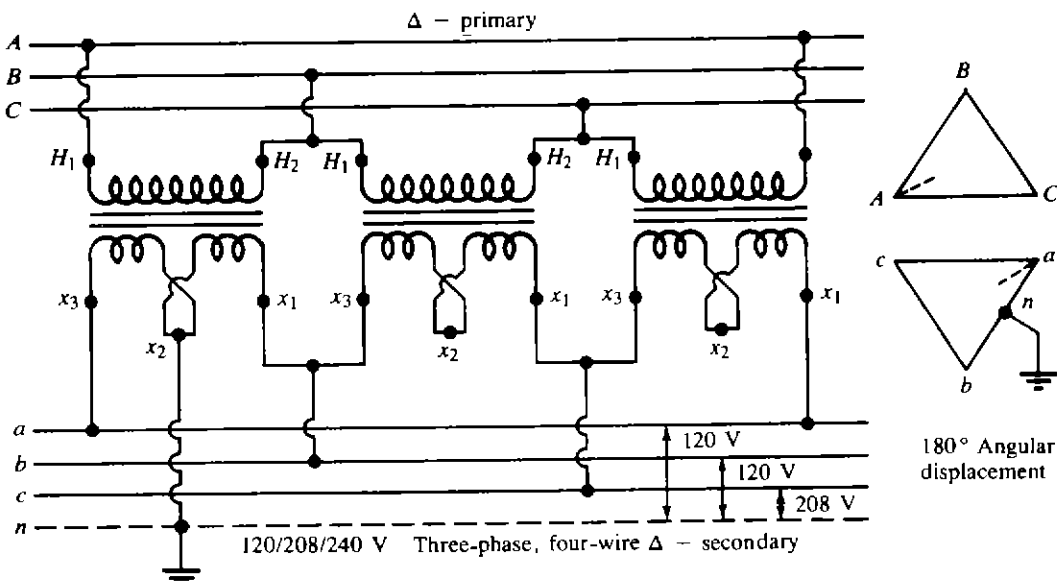 Δ – primary
A
B
C
H₁ H₂ H₁ H₂ H₁
x₃ x₂ x₁ x₃ x₂ x₁ x₃ x₂ x₁
a
b
c
n
120 V
120 V
208 V
120/208/240 V Three-phase, four-wire Δ – secondary
B
A C
c a
n
b
180° Angular
displacement